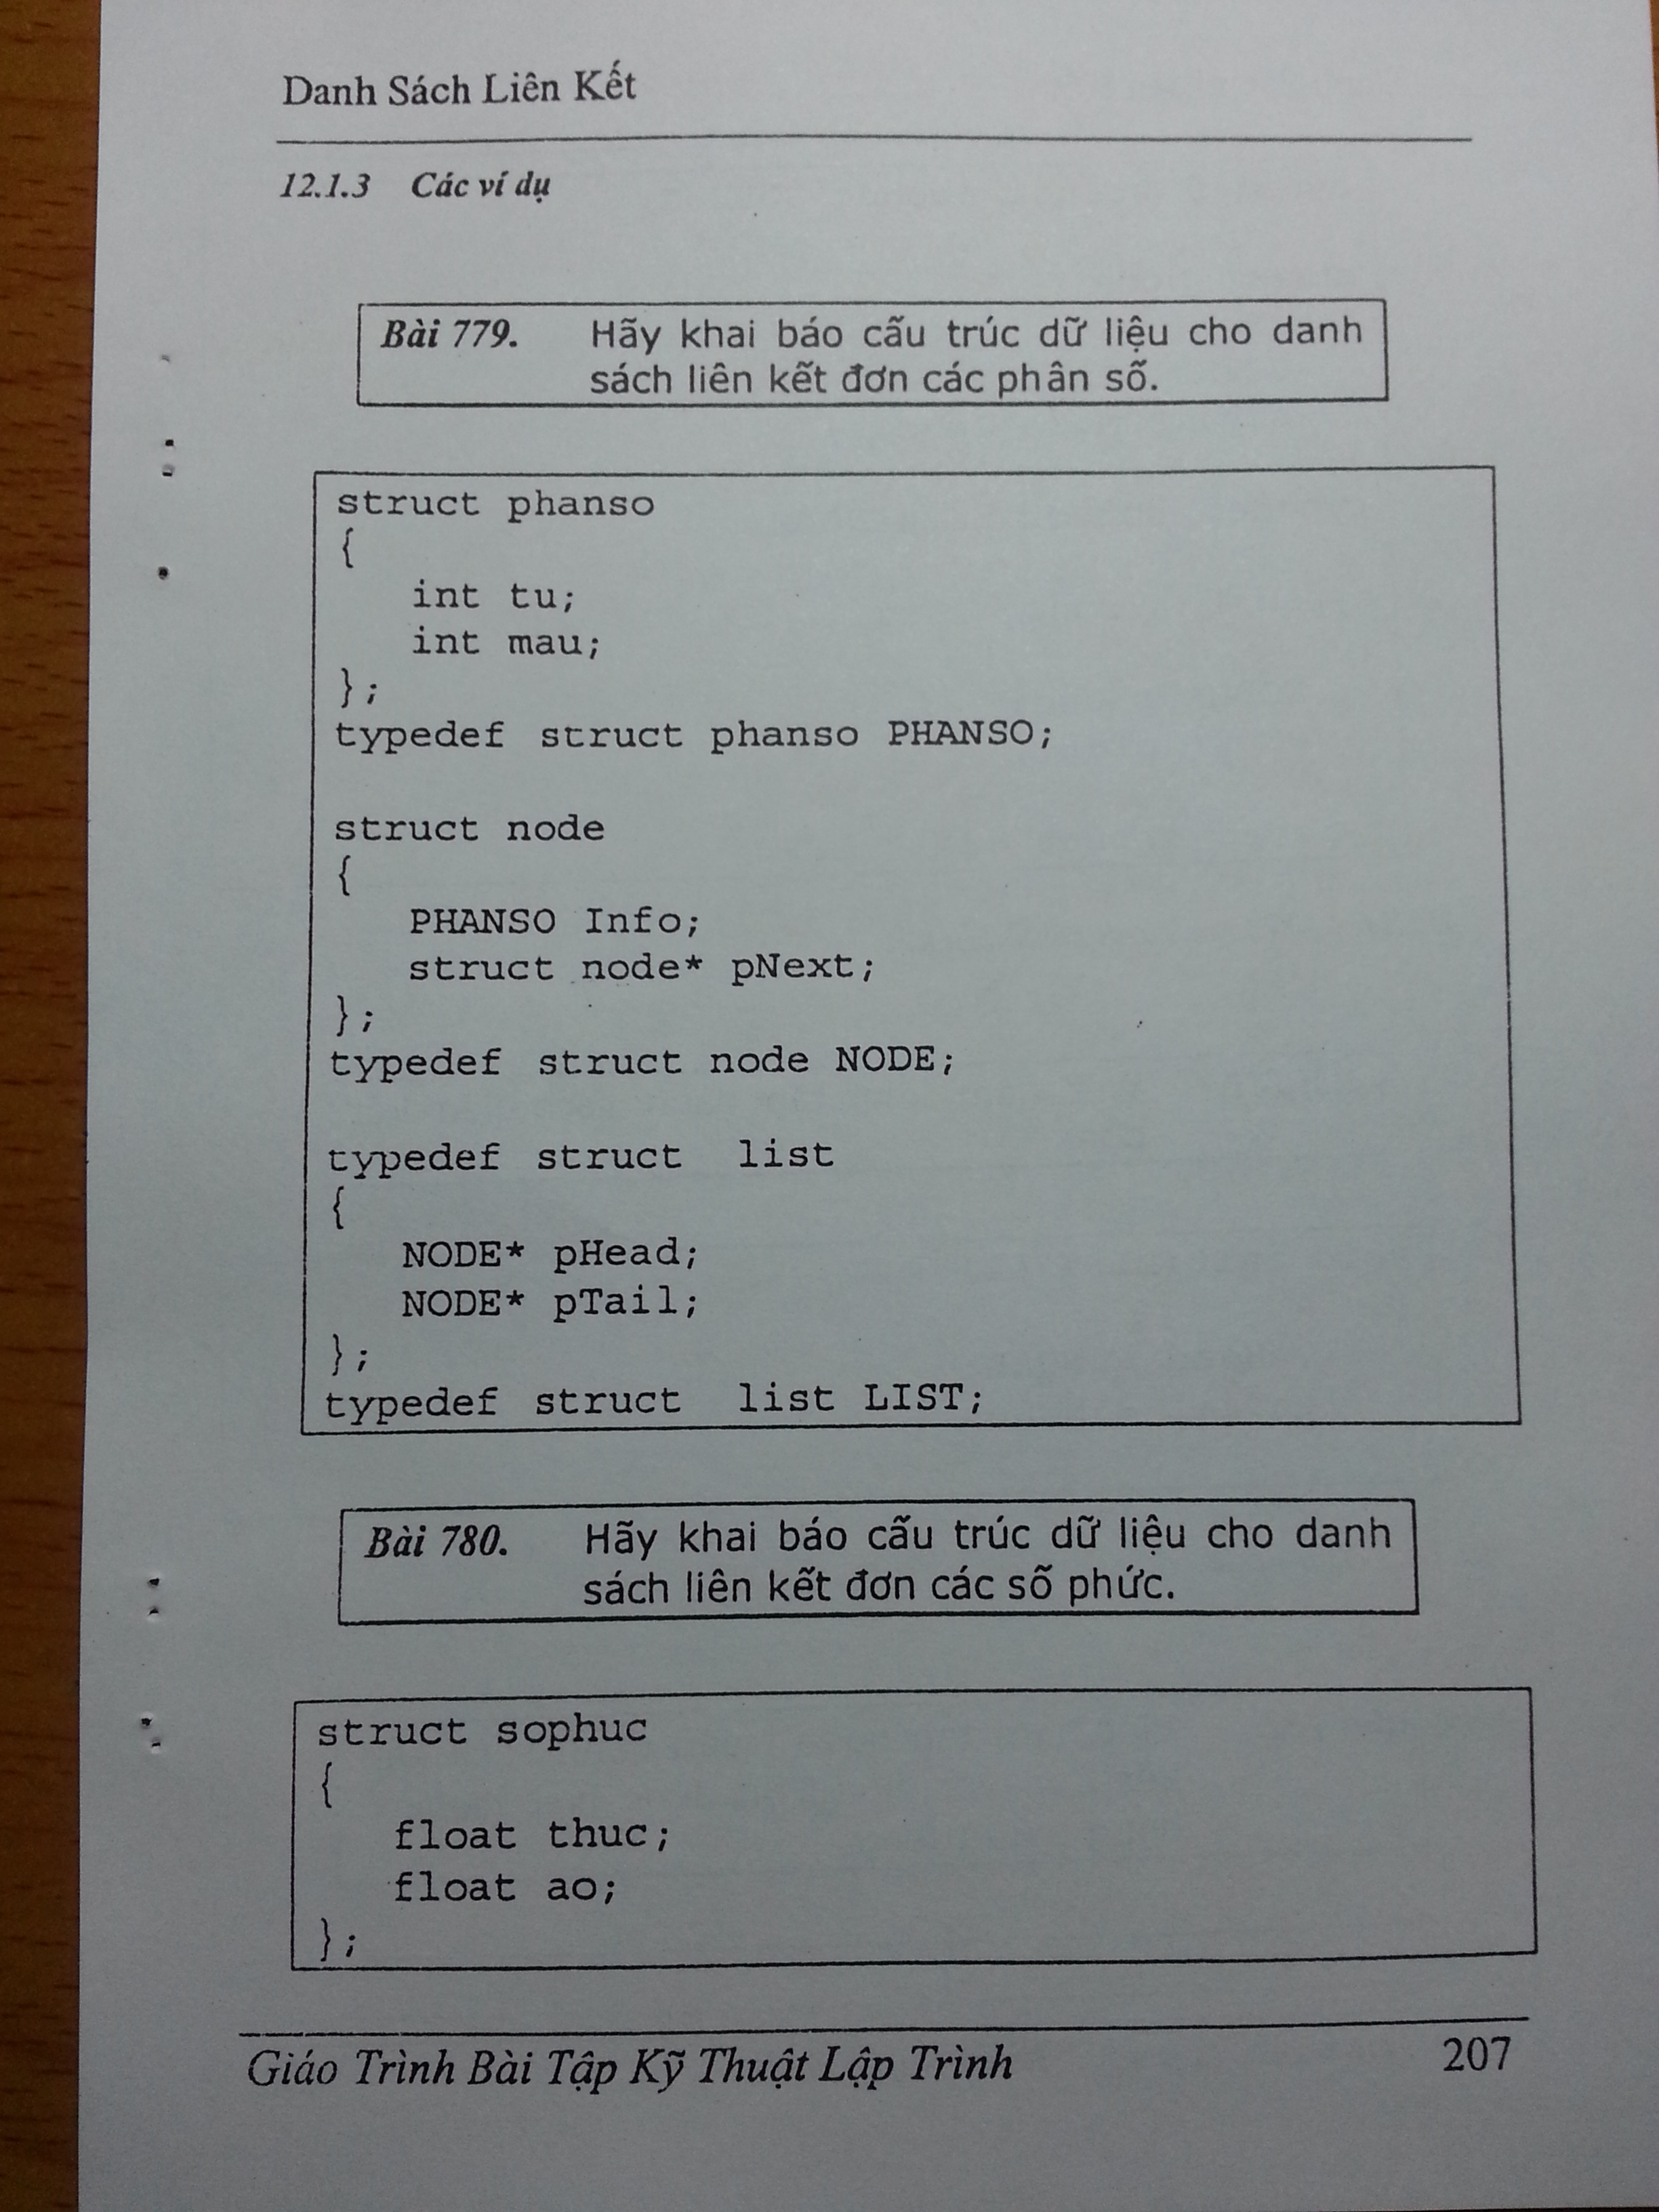 Danh Sách Liên Kết
12.1.3 Các ví dụ
Bài 779. Hãy khai báo cấu trúc dữ liệu cho danh
sách liên kết đơn các phân số.
struct phanso
{
int tu;
int mau;
};
typedef struct phanso PHANSO;
struct node
{
PHANSO Info;
struct node* pNext;
};
typedef struct node NODE;
typedef struct list
{
NODE* pHead;
NODE* pTail;
};
typedef struct list LIST;
Bài 780. Hãy khai báo cấu trúc dữ liệu cho danh
sách liên kết đơn các số phức.
struct sophuc
{
float thuc;
float ao;
};
Giáo Trình Bài Tập Kỹ Thuật Lập Trình 207